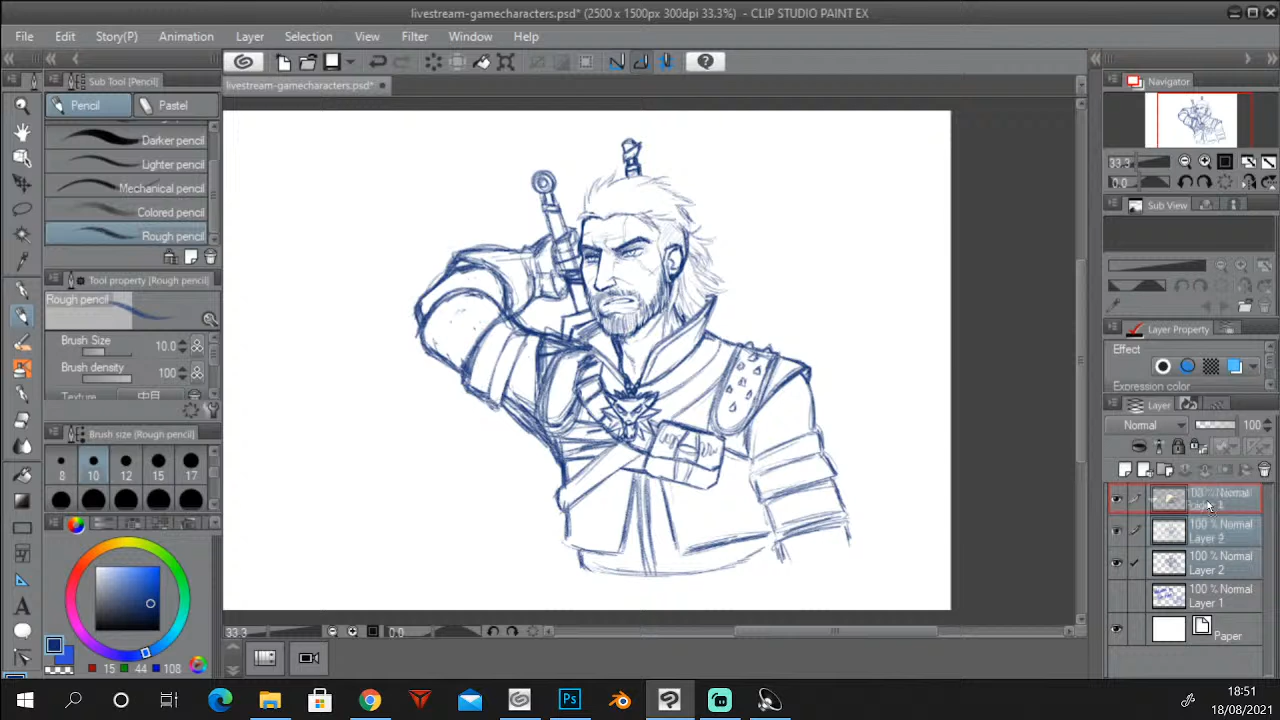 livestream-gamecharacters.psd* (2500 x 1500px 300dpi 33.3%) - CLIP STUDIO PAINT EX
File Edit Story(P) Animation Layer Selection View Filter Window Help
Sub Tool [Pencil]
livestream-gamecharacters.psd*
Navigator
Pencil Pastel
Darker pencil
Lighter pencil
Mechanical pencil
Colored pencil
Rough pencil
33.3
0.0
Sub View
Tool property [Rough pencil]
Rough pencil
Brush Size 10.0
Brush density 100
Texture 中目
Layer Property
Effect
Expression color
Layer
Normal 100
Brush size [Rough pencil]
8 10 12 15 17
100 % Normal
100 % Normal
100 % Normal
Layer 2
100 % Normal
Layer 1
Paper
33.3 0.0
15 44 108
A
Ps
18:51
18/08/2021